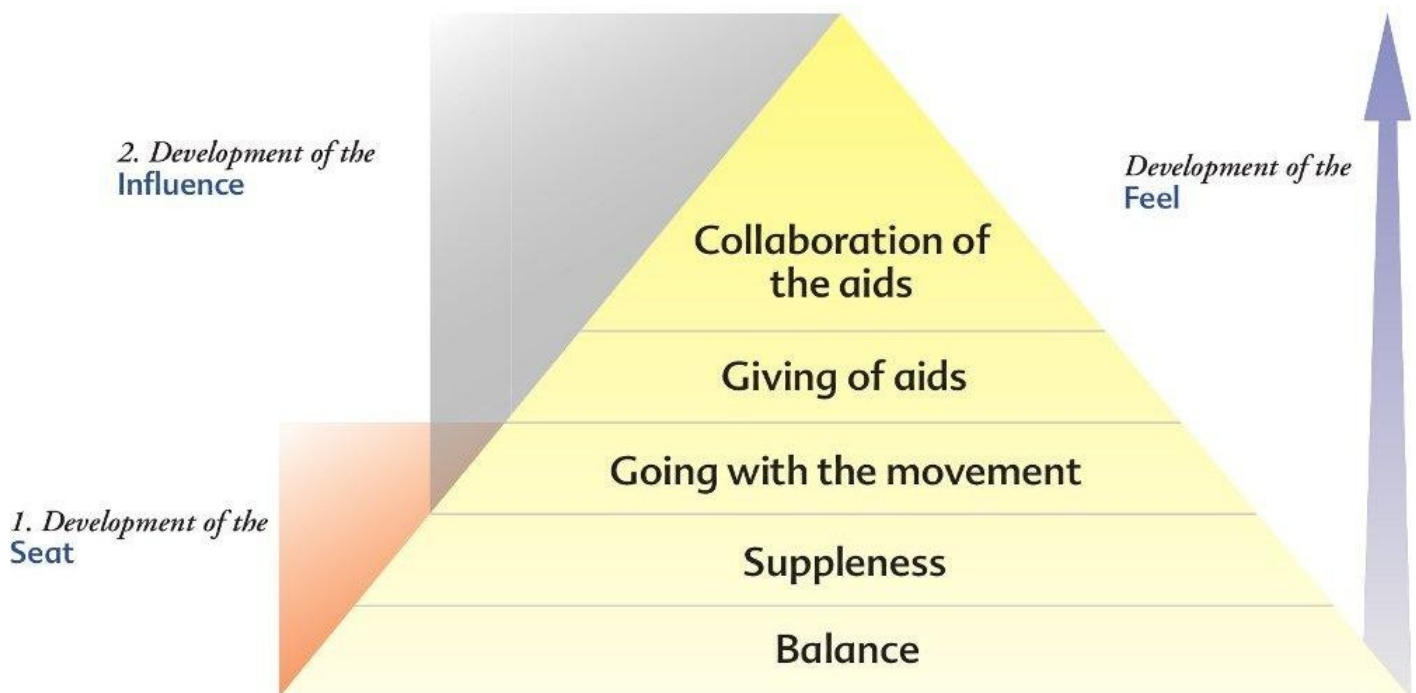 2. Development of the
Influence
Development of the
Feel
Collaboration of
the aids
Giving of aids
Going with the movement
1. Development of the
Seat
Suppleness
Balance